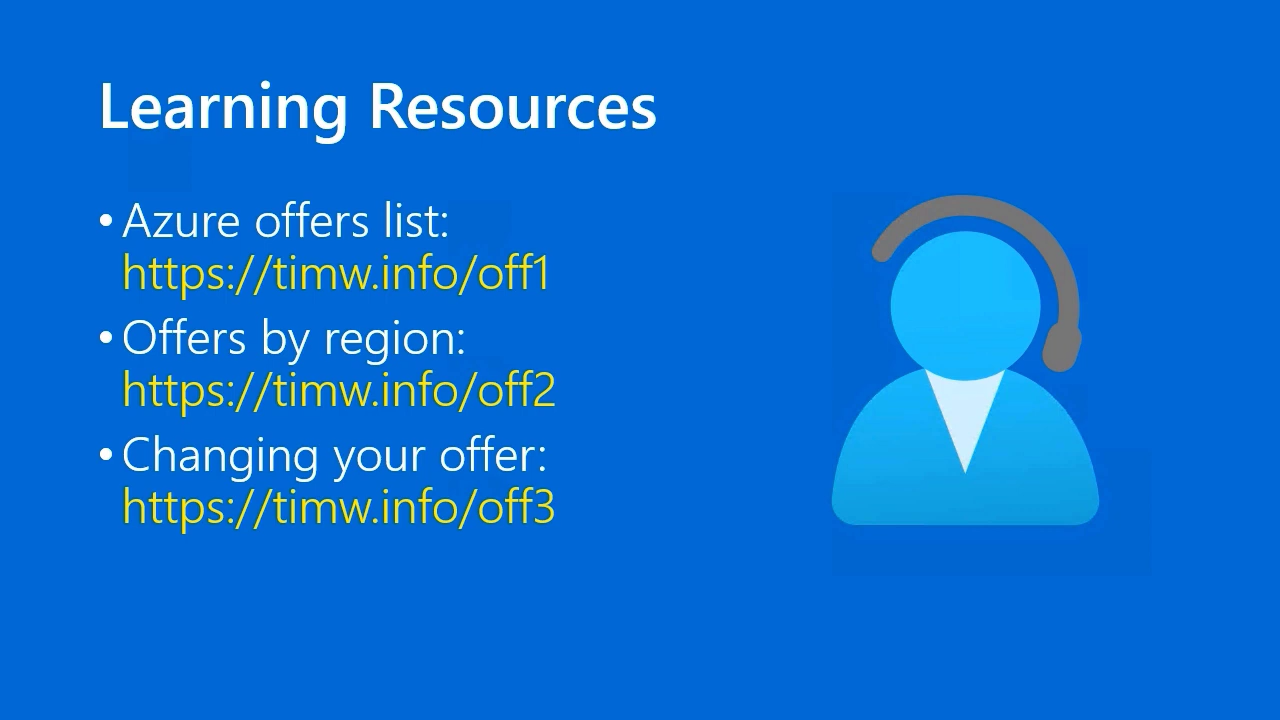 Learning Resources
• Azure offers list:
https://timw.info/off1
• Offers by region:
https://timw.info/off2
• Changing your offer:
https://timw.info/off3